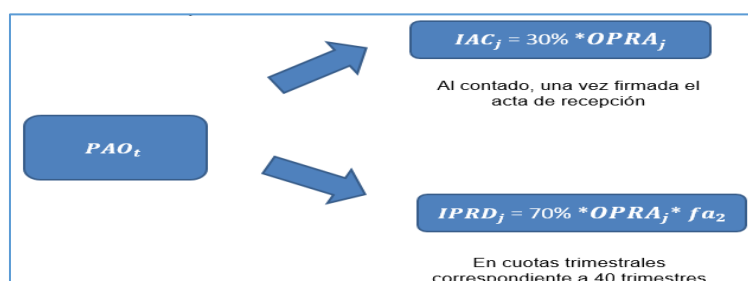 IAC_j = 30% *OPRA_j
Al contado, una vez firmada el
acta de recepción
PAO_t
IPRD_j = 70% *OPRA_j* fa_2
En cuotas trimestrales
correspondiente a 40 trimestres